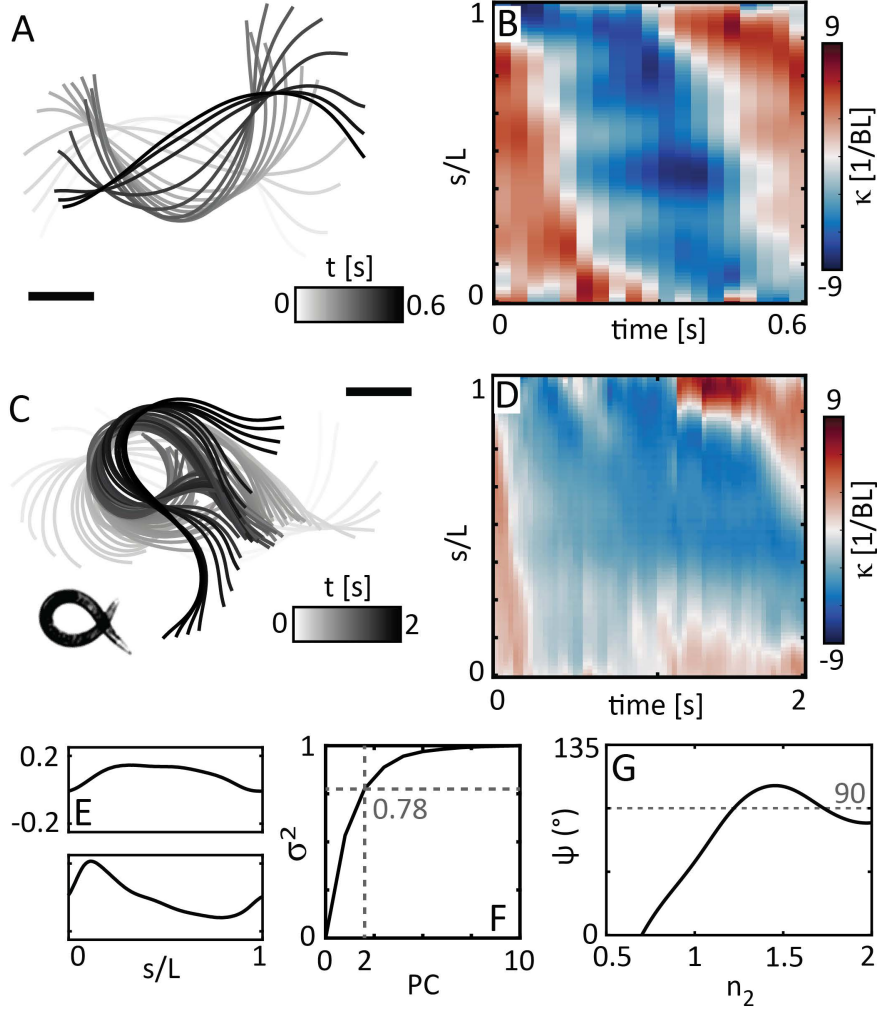 A
t [s]
0
0.6
B
1
s/L
0
0
time [s]
0.6
9
κ [1/BL]
-9
C
t [s]
0
2
D
1
s/L
0
0
time [s]
2
9
κ [1/BL]
-9
0.2
-0.2
E
0
1
s/L
1
σ²
0
0.78
F
0
2
10
PC
135
G
ψ (°)
90
0
0.5
1
1.5
2
n₂